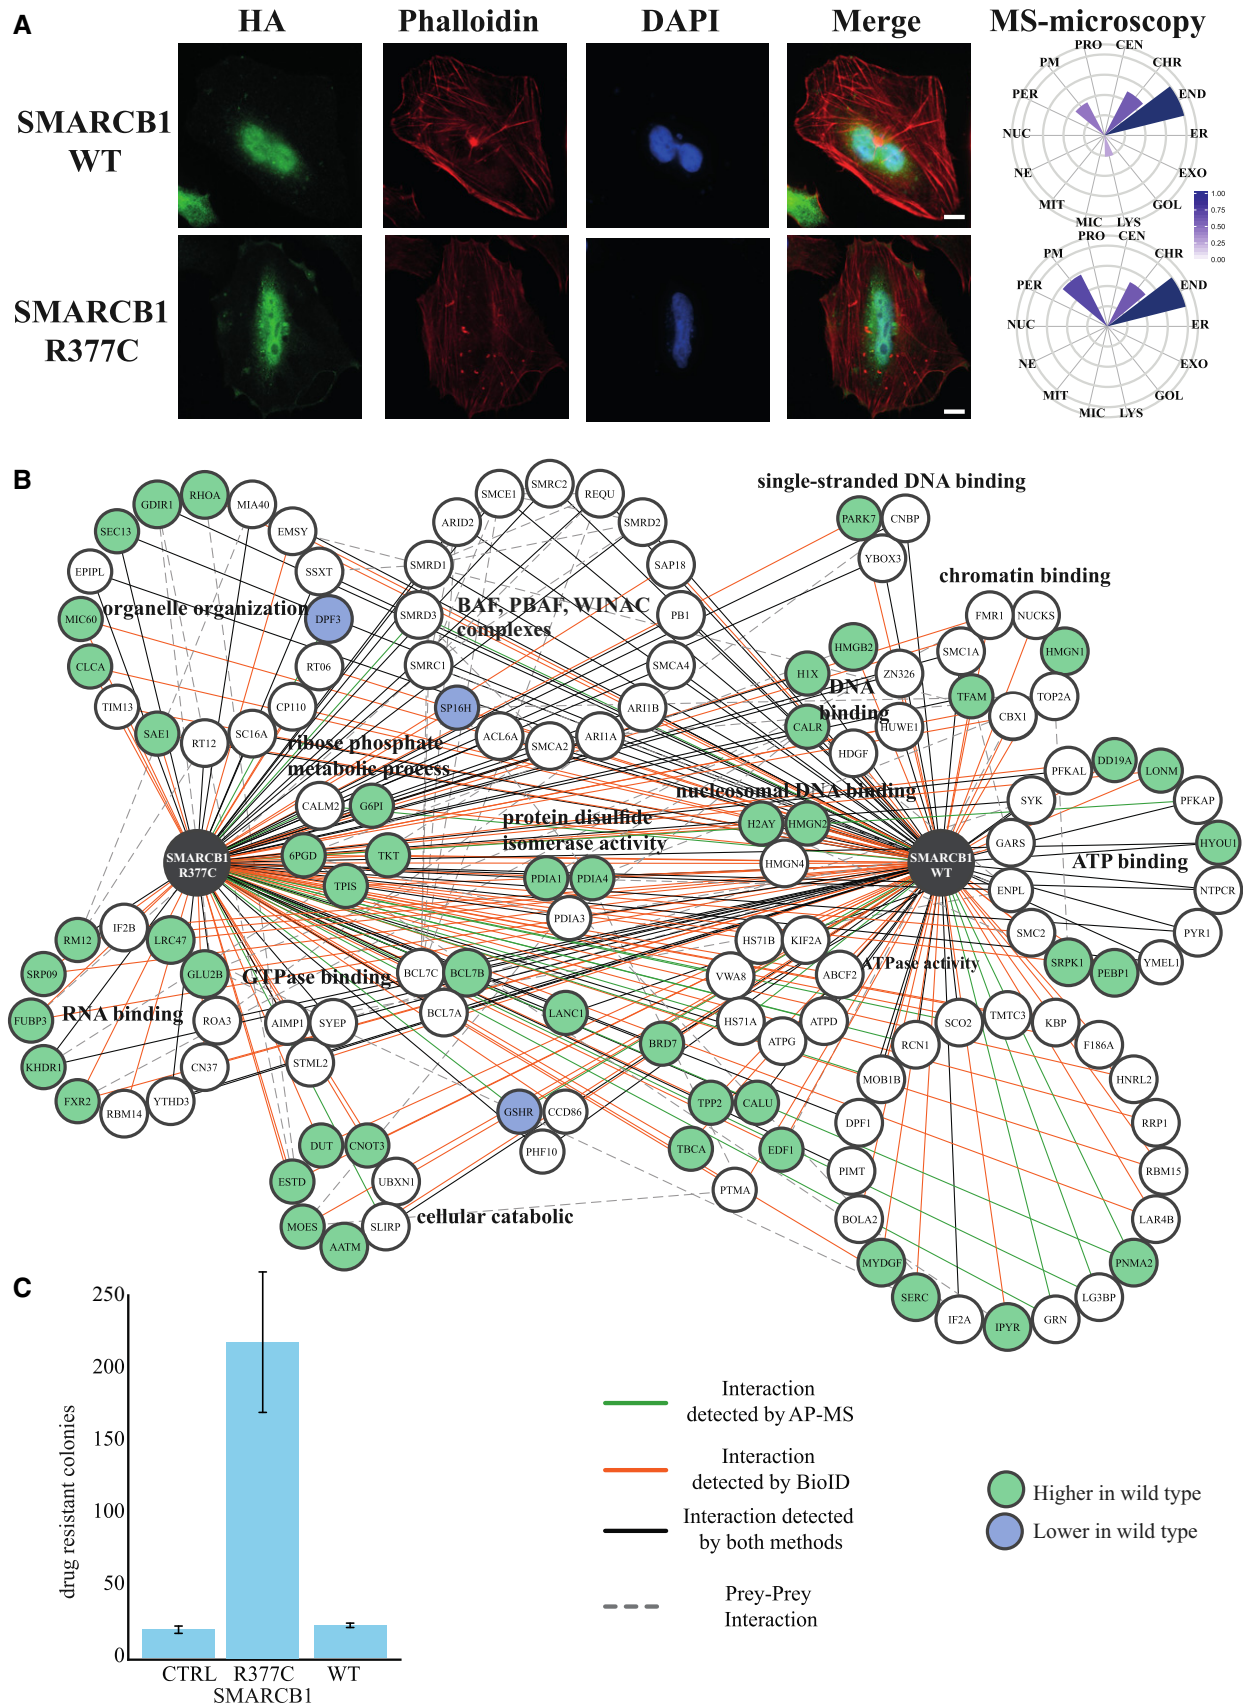 A
HA
Phalloidin
DAPI
Merge
MS-microscopy
SMARCB1
WT
SMARCB1
R377C
PRO
CEN
PM
CHR
PER
END
NUC
ER
NE
EXO
MIT
GOL
MIC
LYS
1.00
0.75
0.50
0.25
0.00
PRO
CEN
PM
CHR
PER
END
NUC
ER
NE
EXO
MIT
GOL
MIC
LYS
B
GDIR1
RHOA
MIA40
SEC13
EMSY
EPIPL
SSXT
organelle organization
MIC60
DPF3
CLCA
RT06
TIM13
CP110
SAE1
RT12
SC16A
SMCE1
SMRC2
REQU
ARID2
SMRD2
SMRD1
SAP18
SMRD3
PB1
BAF, PBAF, WINAC
complexes
SMRC1
SMCA4
SP16H
ARI1B
ACL6A
SMCA2
ARI1A
single-stranded DNA binding
PARK7
CNBP
YBOX3
chromatin binding
FMR1
NUCKS
SMC1A
HMGN1
TFAM
TOP2A
CBX1
HMGB2
H1X
ZN326
DNA
binding
CALR
HUWE1
HDGF
ribose phosphate
metabolic process
CALM2
G6PI
6PGD
TKT
TPIS
protein disulfide
isomerase activity
PDIA1
PDIA4
PDIA3
nucleosomal DNA binding
H2AY
HMGN2
HMGN4
SMARCB1
R377C
SMARCB1
WT
PFKAL
DD19A
LONM
SYK
PFKAP
GARS
HYOU1
ATP binding
ENPL
NTPCR
SMC2
PYR1
SRPK1
PEBP1
YMEL1
RM12
IF2B
LRC47
SRP09
GLU2B
FUBP3
RNA binding
ROA3
KHDR1
CN37
FXR2
RBM14
YTHD3
GTPase binding
AIMP1
SYEP
STML2
BCL7C
BCL7B
BCL7A
LANC1
BRD7
HS71B
KIF2A
VWA8
ABCF2
ATPase activity
HS71A
ATPD
ATPG
GSHR
CCD86
PHF10
TPP2
CALU
TBCA
EDF1
PTMA
DUT
CNOT3
ESTD
UBXN1
MOES
SLIRP
AATM
cellular catabolic
SCO2
TMTC3
KBP
RCN1
F186A
MOB1B
HNRL2
DPF1
RRP1
PIMT
RBM15
BOLA2
LAR4B
MYDGF
PNMA2
SERC
LG3BP
IF2A
IPYR
GRN
C
drug resistant colonies
250
200
150
100
50
0
CTRL
R377C
WT
SMARCB1
Interaction
detected by AP-MS
Interaction
detected by BioID
Interaction detected
by both methods
Prey-Prey
Interaction
Higher in wild type
Lower in wild type